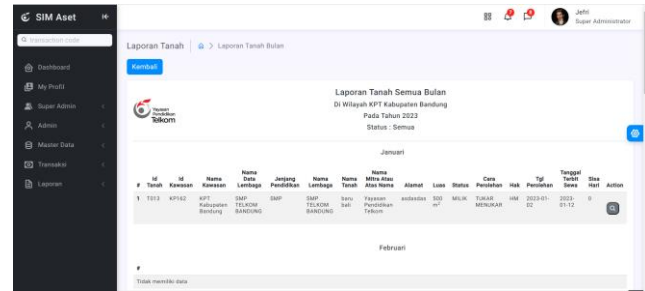 SIM Aset
transaction code
Dashboard
My Profil
Super Admin
Admin
Master Data
Transaksi
Laporan
Jefri
Super Administrator
Laporan Tanah > Laporan Tanah Bulan
Kembali
Yayasan
Pendidikan
Telkom
Laporan Tanah Semua Bulan
Di Wilayah KPT Kabupaten Bandung
Pada Tahun 2023
Status : Semua
Januari
# Id Tanah Id Kawasan Nama Kawasan Nama Data Lembaga Jenjang Pendidikan Nama Lembaga Nama Tanah Nama Mitra Atau Atas Nama Alamat Luas Status Cara Perolehan Hak Tgl Perolehan Tanggal Terbit Sewa Sisa Hari Action
1 T013 KP142 KPT Kabupaten Bandung SMP TELKOM BANDUNG SMP SMP TELKOM BANDUNG baru bali Yayasan Pendidikan Telkom asdasdas 500 m² MILIK TUKAR MENUKAR HM 2023-01-02 2023-01-12 0
Februari
#
Tidak memiliki data